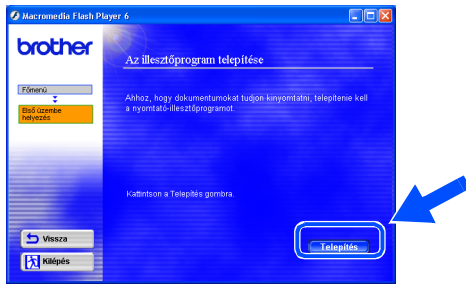 Macromedia Flash Player 6
brother
Az illesztőprogram telepítése
Főmenü
Első üzembe
helyezés
Ahhoz, hogy dokumentumokat tudjon kinyomtatni, telepítenie kell
a nyomtató-illesztőprogramot.
Kattintson a Telepítés gombra.
Vissza
Kilépés
Telepítés